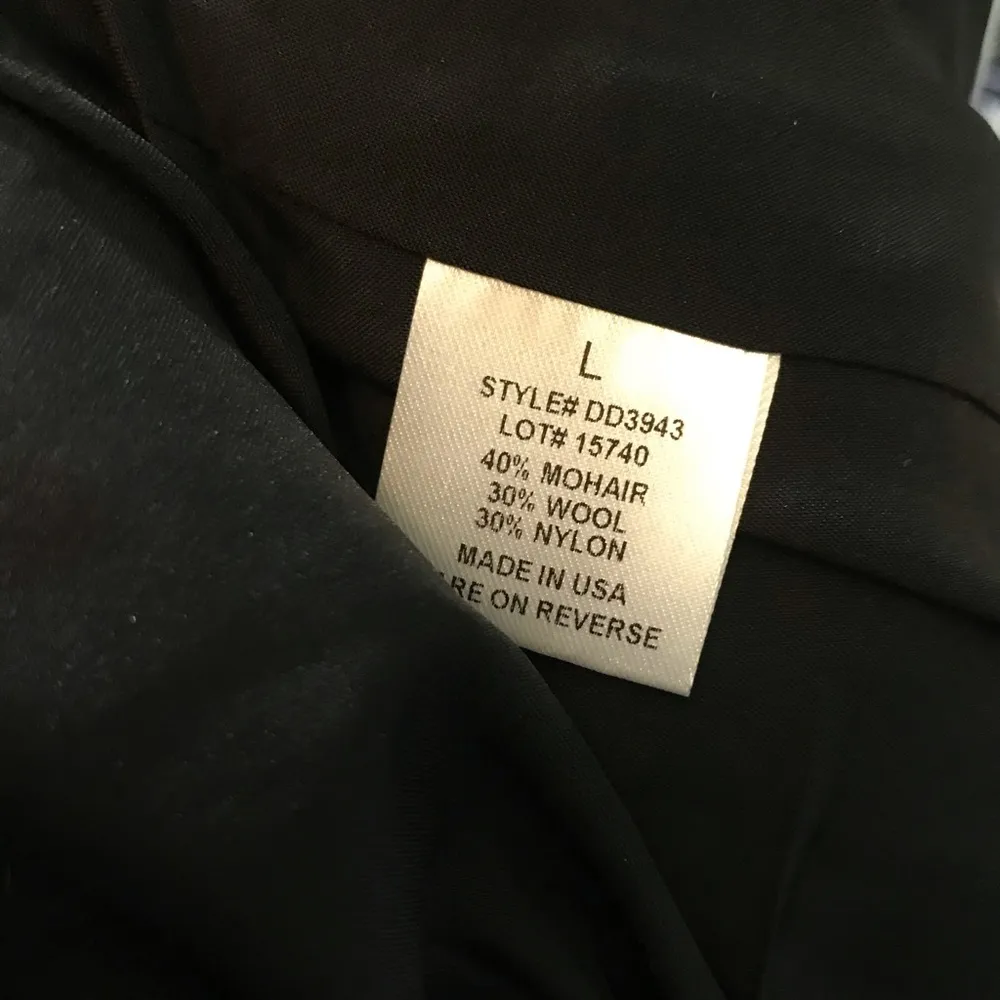 L
STYLE# DD3943
LOT# 15740
40% MOHAIR
30% WOOL
30% NYLON
MADE IN USA
ARE ON REVERSE